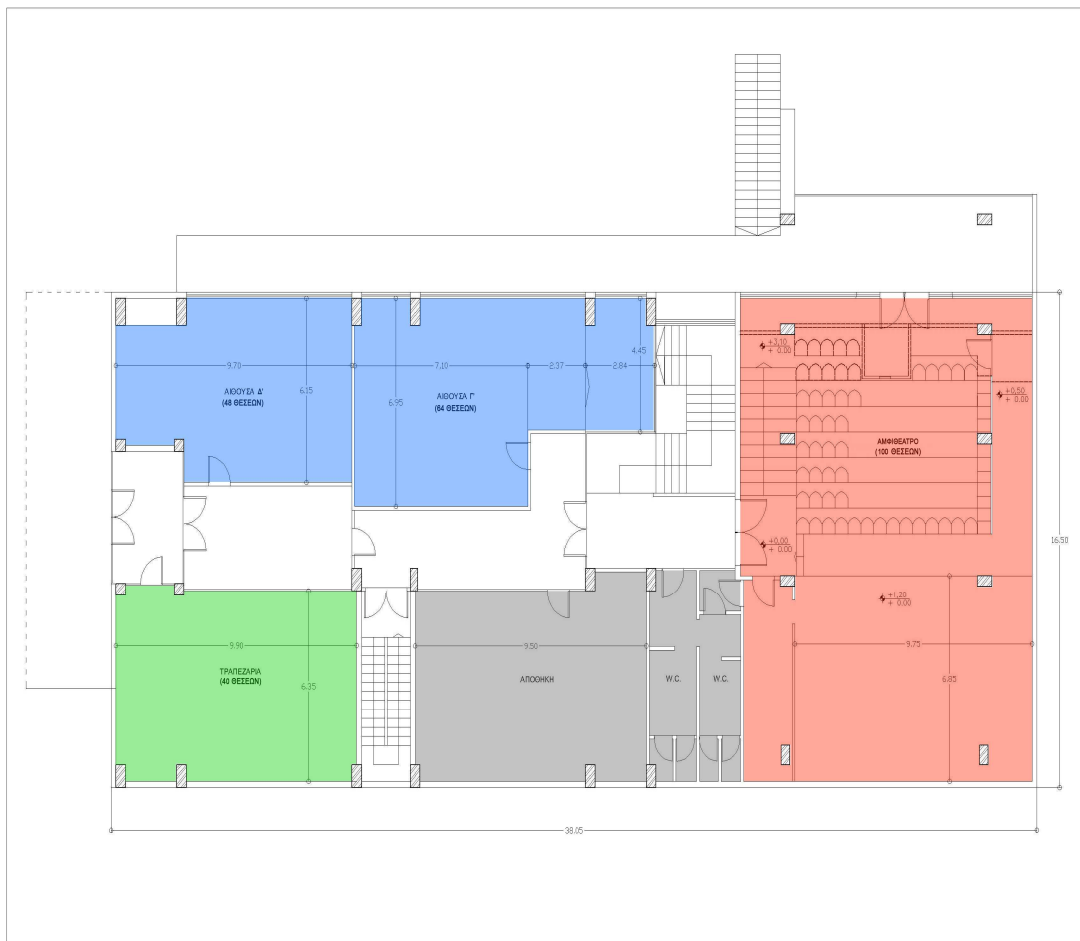 4.45
+3,10
+ 0.00
9.70
6.15
7.10
2.37
2.84
ΑΙΘΟΥΣΑ Δ'
(48 ΘΕΣΕΩΝ)
6.95
ΑΙΘΟΥΣΑ Γ'
(64 ΘΕΣΕΩΝ)
+0,50
+ 0.00
ΑΜΦΙΘΕΑΤΡΟ
(100 ΘΕΣΕΩΝ)
+0,00
+ 0.00
16.50
+1,20
+ 0.00
9.90
9.50
9.75
ΤΡΑΠΕΖΑΡΙΑ
(40 ΘΕΣΕΩΝ)
6.35
ΑΠΟΘΗΚΗ
W.C.
W.C.
6.85
38.05